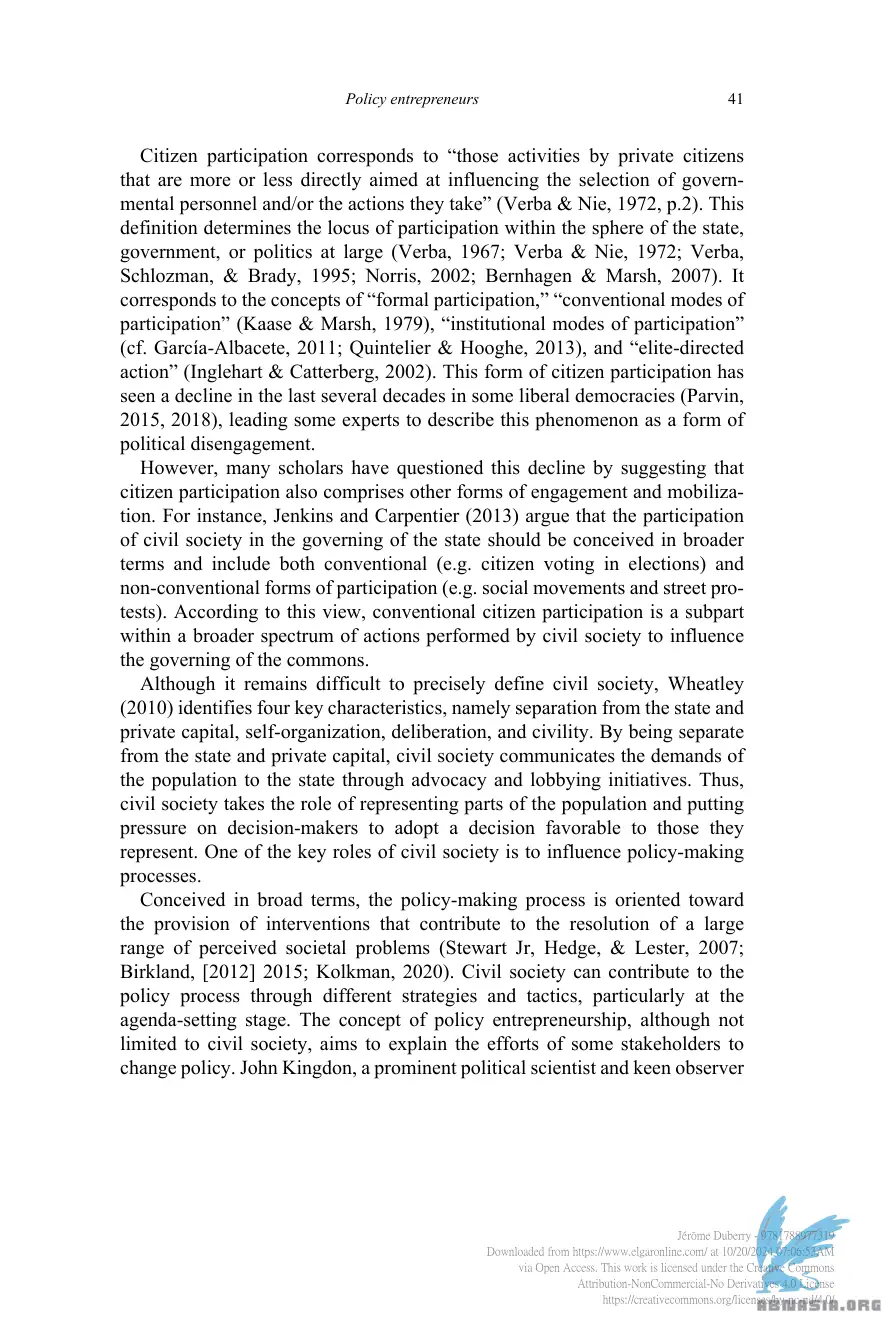 Policy entrepreneurs 41
Citizen participation corresponds to “those activities by private citizens
that are more or less directly aimed at influencing the selection of govern-
mental personnel and/or the actions they take” (Verba & Nie, 1972, p.2). This
definition determines the locus of participation within the sphere of the state,
government, or politics at large (Verba, 1967; Verba & Nie, 1972; Verba,
Schlozman, & Brady, 1995; Norris, 2002; Bernhagen & Marsh, 2007). It
corresponds to the concepts of “formal participation,” “conventional modes of
participation” (Kaase & Marsh, 1979), “institutional modes of participation”
(cf. García-Albacete, 2011; Quintelier & Hooghe, 2013), and “elite-directed
action” (Inglehart & Catterberg, 2002). This form of citizen participation has
seen a decline in the last several decades in some liberal democracies (Parvin,
2015, 2018), leading some experts to describe this phenomenon as a form of
political disengagement.
However, many scholars have questioned this decline by suggesting that
citizen participation also comprises other forms of engagement and mobiliza-
tion. For instance, Jenkins and Carpentier (2013) argue that the participation
of civil society in the governing of the state should be conceived in broader
terms and include both conventional (e.g. citizen voting in elections) and
non-conventional forms of participation (e.g. social movements and street pro-
tests). According to this view, conventional citizen participation is a subpart
within a broader spectrum of actions performed by civil society to influence
the governing of the commons.
Although it remains difficult to precisely define civil society, Wheatley
(2010) identifies four key characteristics, namely separation from the state and
private capital, self-organization, deliberation, and civility. By being separate
from the state and private capital, civil society communicates the demands of
the population to the state through advocacy and lobbying initiatives. Thus,
civil society takes the role of representing parts of the population and putting
pressure on decision-makers to adopt a decision favorable to those they
represent. One of the key roles of civil society is to influence policy-making
processes.
Conceived in broad terms, the policy-making process is oriented toward
the provision of interventions that contribute to the resolution of a large
range of perceived societal problems (Stewart Jr, Hedge, & Lester, 2007;
Birkland, [2012] 2015; Kolkman, 2020). Civil society can contribute to the
policy process through different strategies and tactics, particularly at the
agenda-setting stage. The concept of policy entrepreneurship, although not
limited to civil society, aims to explain the efforts of some stakeholders to
change policy. John Kingdon, a prominent political scientist and keen observer
Jérôme Duberry - 9781788977319
Downloaded from https://www.elgaronline.com/ at 10/20/2024 07:06:52AM
via Open Access. This work is licensed under the Creative Commons
Attribution-NonCommercial-No Derivatives 4.0 License
https://creativecommons.org/licenses/by-nc-nd/4.0/
ABNASIA.ORG